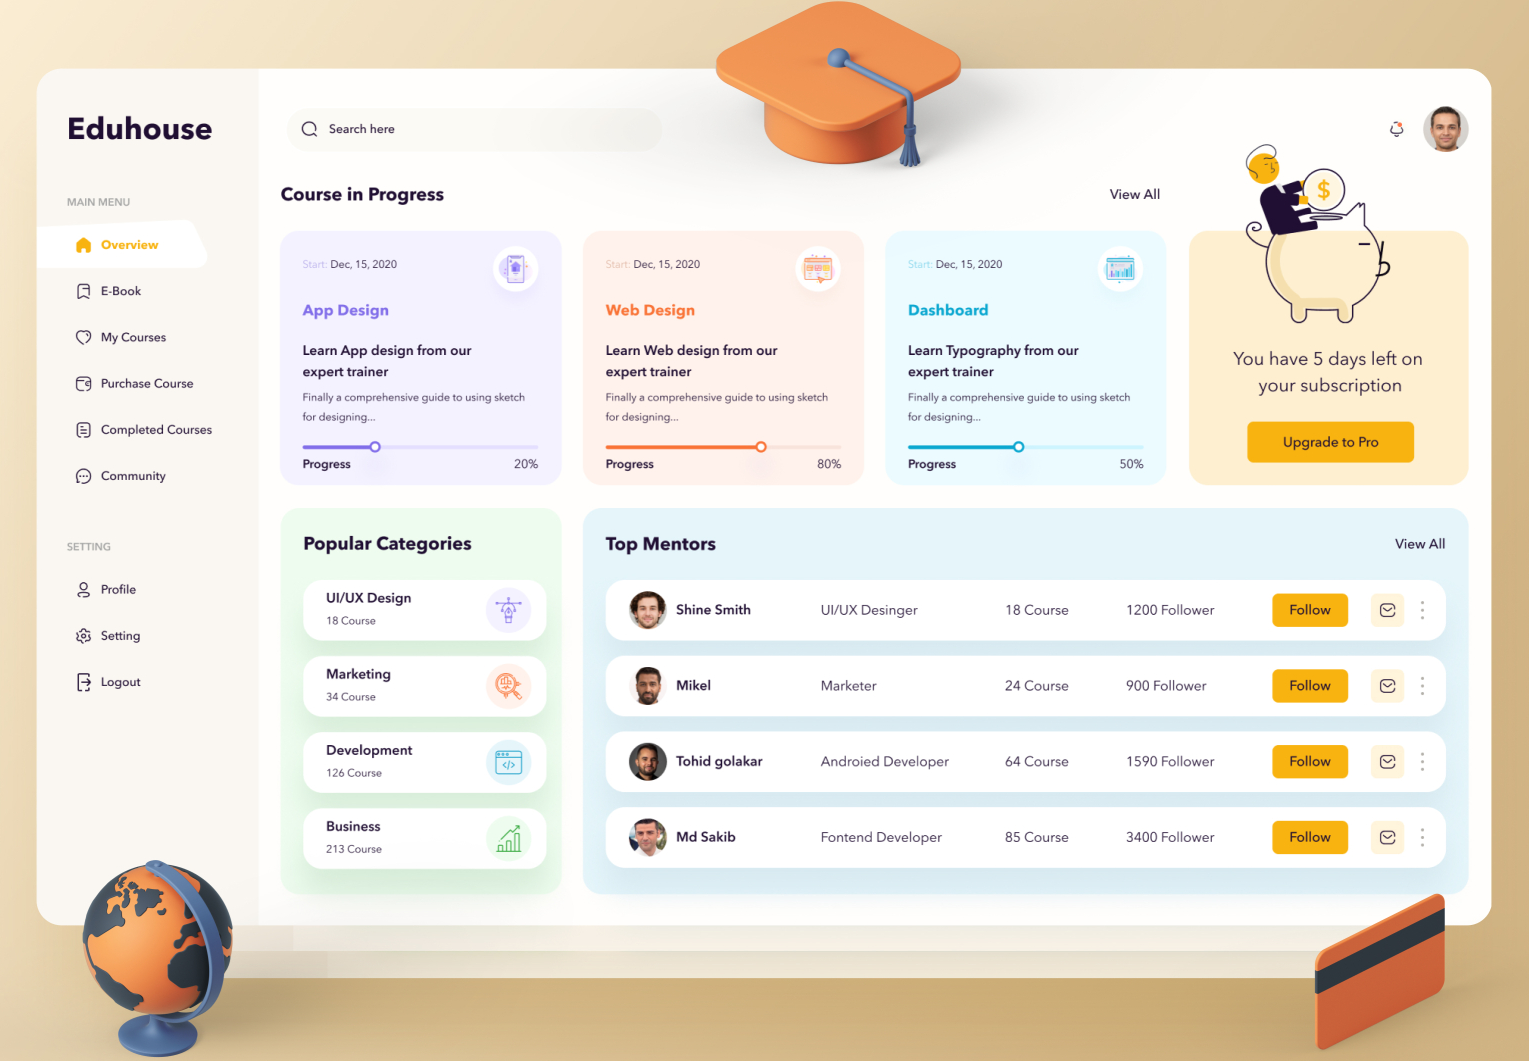 Eduhouse
Search here
MAIN MENU
Overview
E-Book
My Courses
Purchase Course
Completed Courses
Community
SETTING
Profile
Setting
Logout
Course in Progress
View All
Start: Dec, 15, 2020
App Design
Learn App design from our
expert trainer
Finally a comprehensive guide to using sketch
for designing...
Progress 20%
Start: Dec, 15, 2020
Web Design
Learn Web design from our
expert trainer
Finally a comprehensive guide to using sketch
for designing...
Progress 80%
Start: Dec, 15, 2020
Dashboard
Learn Typography from our
expert trainer
Finally a comprehensive guide to using sketch
for designing...
Progress 50%
$
You have 5 days left on
your subscription
Upgrade to Pro
Popular Categories
UI/UX Design
18 Course
Marketing
34 Course
Development
126 Course
</>
Business
213 Course
Top Mentors
View All
Shine Smith UI/UX Desinger 18 Course 1200 Follower Follow
Mikel Marketer 24 Course 900 Follower Follow
Tohid golakar Androied Developer 64 Course 1590 Follower Follow
Md Sakib Fontend Developer 85 Course 3400 Follower Follow